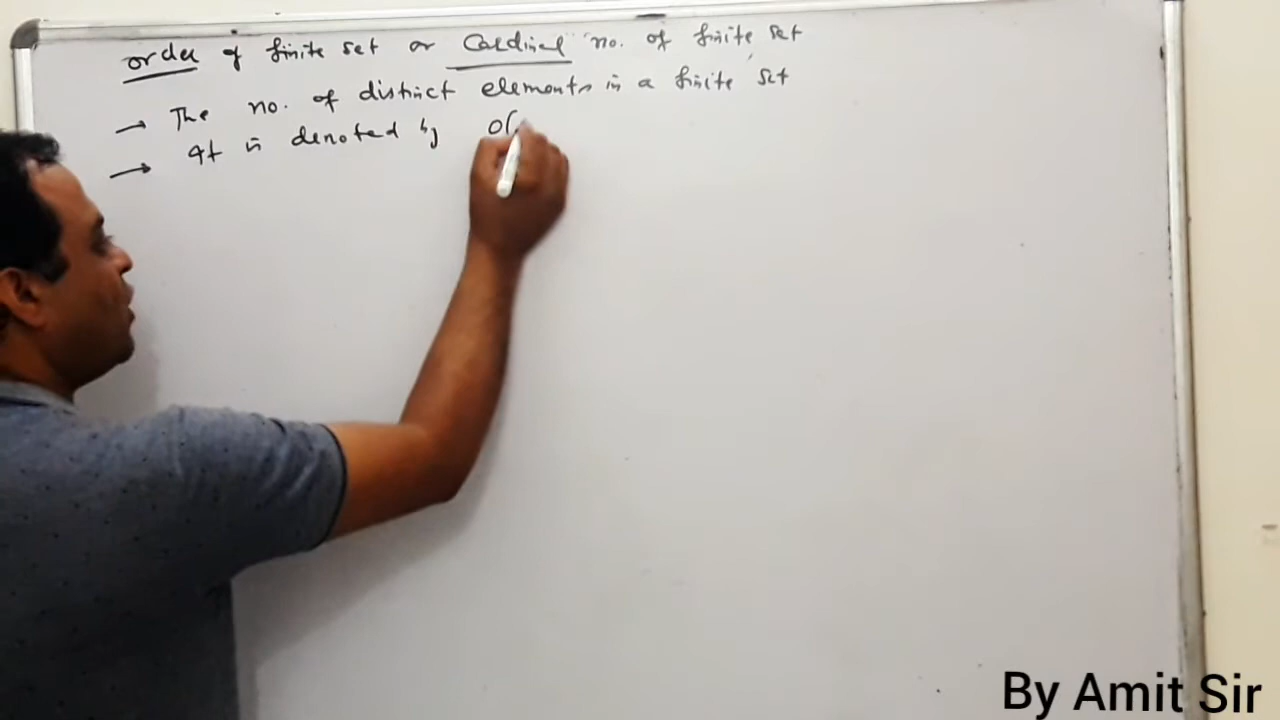 order of finite set or Cardinal no. of finite set
→ The no. of distinct elements in a finite set
→ It is denoted by O(
By Amit Sir